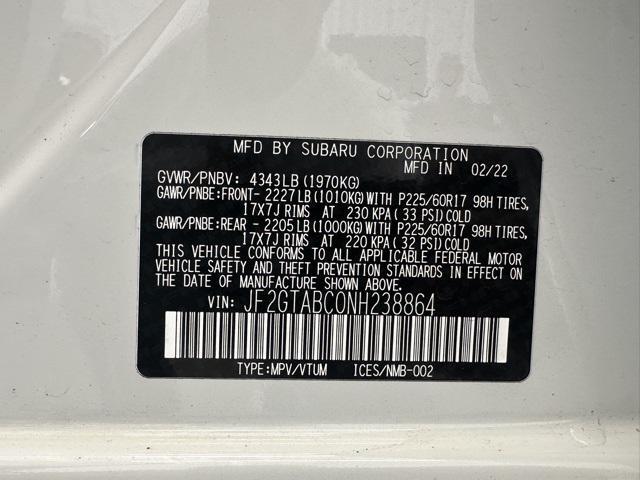 MFD BY SUBARU CORPORATION
MFD IN 02/22
GVWR/PNBV: 4343LB(1970KG)
GAWR/PNBE:FRONT- 2227LB(1010KG)WITH P225/60R17 98H TIRES,
17X7J RIMS AT 230 KPA(33 PSI)COLD
GAWR/PNBE:REAR - 2205LB(1000KG)WITH P225/60R17 98H TIRES,
17X7J RIMS AT 220 KPA(32 PSI)COLD
THIS VEHICLE CONFORMS TO ALL APPLICABLE FEDERAL MOTOR
VEHICLE SAFETY AND THEFT PREVENTION STANDARDS IN EFFECT
ON THE DATE OF MANUFACTURE SHOWN ABOVE.
VIN: JF2GTABC0NH238864
TYPE:MPV/VTUM ICES/NMB-002